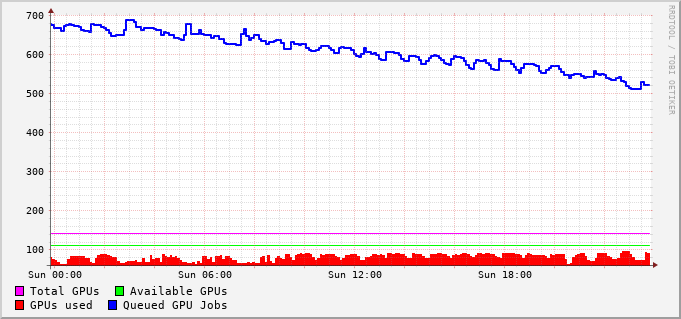 700
600
500
400
300
200
100
Sun 00:00 Sun 06:00 Sun 12:00 Sun 18:00
Total GPUs Available GPUs
GPUs used Queued GPU Jobs
RRDTOOL / TOBI OETIKER